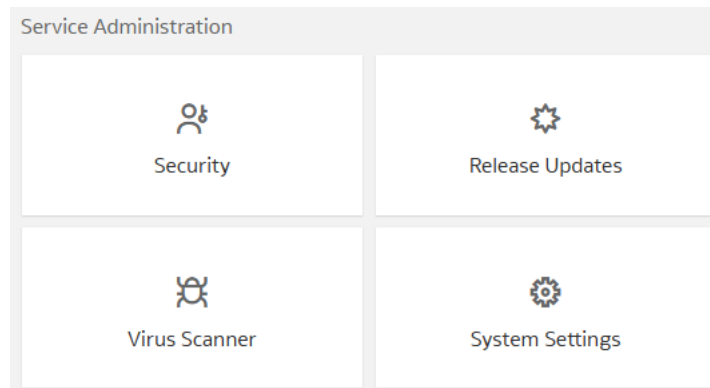 Service Administration
Security
Release Updates
Virus Scanner
System Settings